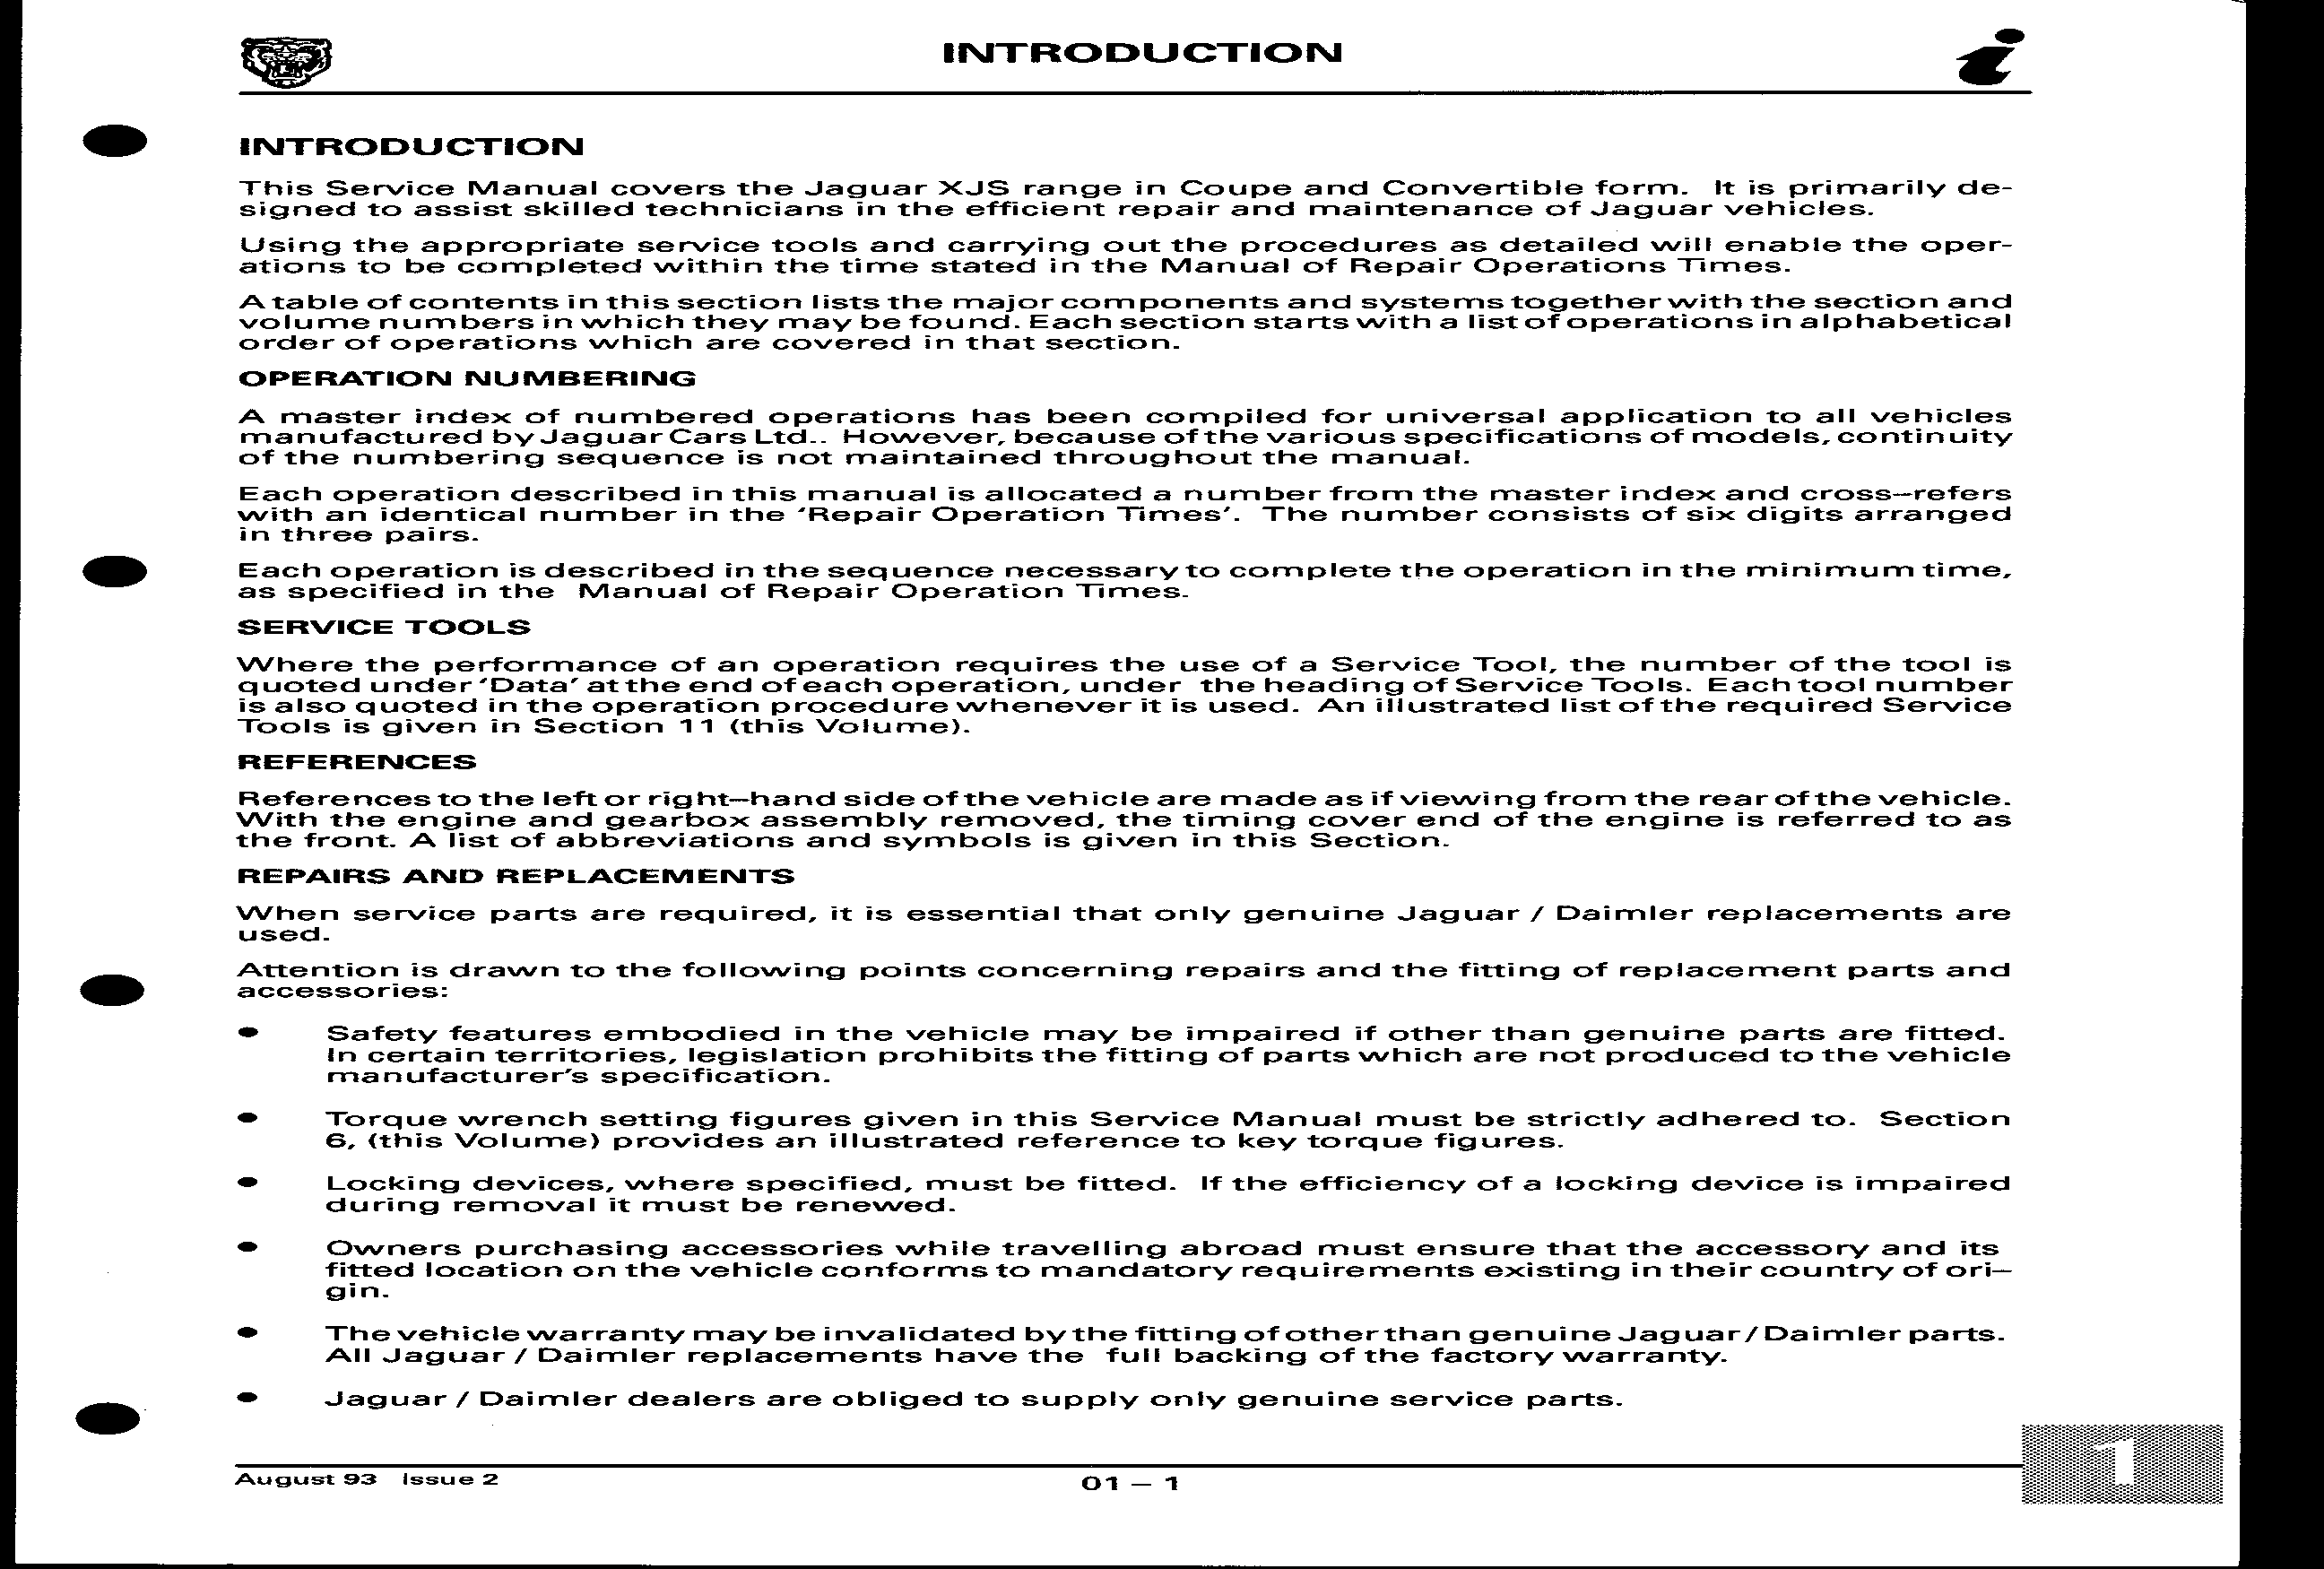 INTRODUCTION
i
INTRODUCTION
This Service Manual covers the Jaguar XJS range in Coupe and Convertible form. It is primarily de-
signed to assist skilled technicians in the efficient repair and maintenance of Jaguar vehicles.
Using the appropriate service tools and carrying out the procedures as detailed will enable the oper-
ations to be completed within the time stated in the Manual of Repair Operations Times.
A table of contents in this section lists the major components and systems together with the section and
volume numbers in which they may be found. Each section starts with a list of operations in alphabetical
order of operations which are covered in that section.
OPERATION NUMBERING
A master index of numbered operations has been compiled for universal application to all vehicles
manufactured by Jaguar Cars Ltd.. However, because of the various specifications of models, continuity
of the numbering sequence is not maintained throughout the manual.
Each operation described in this manual is allocated a number from the master index and cross–refers
with an identical number in the 'Repair Operation Times'. The number consists of six digits arranged
in three pairs.
Each operation is described in the sequence necessary to complete the operation in the minimum time,
as specified in the Manual of Repair Operation Times.
SERVICE TOOLS
Where the performance of an operation requires the use of a Service Tool, the number of the tool is
quoted under 'Data' at the end of each operation, under the heading of Service Tools. Each tool number
is also quoted in the operation procedure whenever it is used. An illustrated list of the required Service
Tools is given in Section 11 (this Volume).
REFERENCES
References to the left or right–hand side of the vehicle are made as if viewing from the rear of the vehicle.
With the engine and gearbox assembly removed, the timing cover end of the engine is referred to as
the front. A list of abbreviations and symbols is given in this Section.
REPAIRS AND REPLACEMENTS
When service parts are required, it is essential that only genuine Jaguar / Daimler replacements are
used.
Attention is drawn to the following points concerning repairs and the fitting of replacement parts and
accessories:
• Safety features embodied in the vehicle may be impaired if other than genuine parts are fitted.
In certain territories, legislation prohibits the fitting of parts which are not produced to the vehicle
manufacturer's specification.
• Torque wrench setting figures given in this Service Manual must be strictly adhered to. Section
6, (this Volume) provides an illustrated reference to key torque figures.
• Locking devices, where specified, must be fitted. If the efficiency of a locking device is impaired
during removal it must be renewed.
• Owners purchasing accessories while travelling abroad must ensure that the accessory and its
fitted location on the vehicle conforms to mandatory requirements existing in their country of ori–
gin.
• The vehicle warranty may be invalidated by the fitting of other than genuine Jaguar / Daimler parts.
All Jaguar / Daimler replacements have the full backing of the factory warranty.
• Jaguar / Daimler dealers are obliged to supply only genuine service parts.
August 93 Issue 2
01 – 1
1